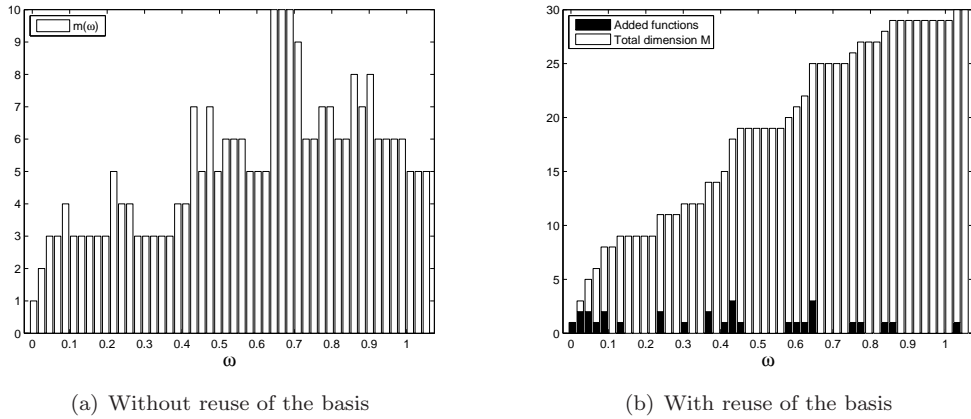 10
9
8
7
6
5
4
3
2
1
0
m(ω)
0 0.1 0.2 0.3 0.4 0.5 0.6 0.7 0.8 0.9 1
ω
(a) Without reuse of the basis
30
25
20
15
10
5
0
Added functions
Total dimension M
0 0.1 0.2 0.3 0.4 0.5 0.6 0.7 0.8 0.9 1
ω
(b) With reuse of the basis